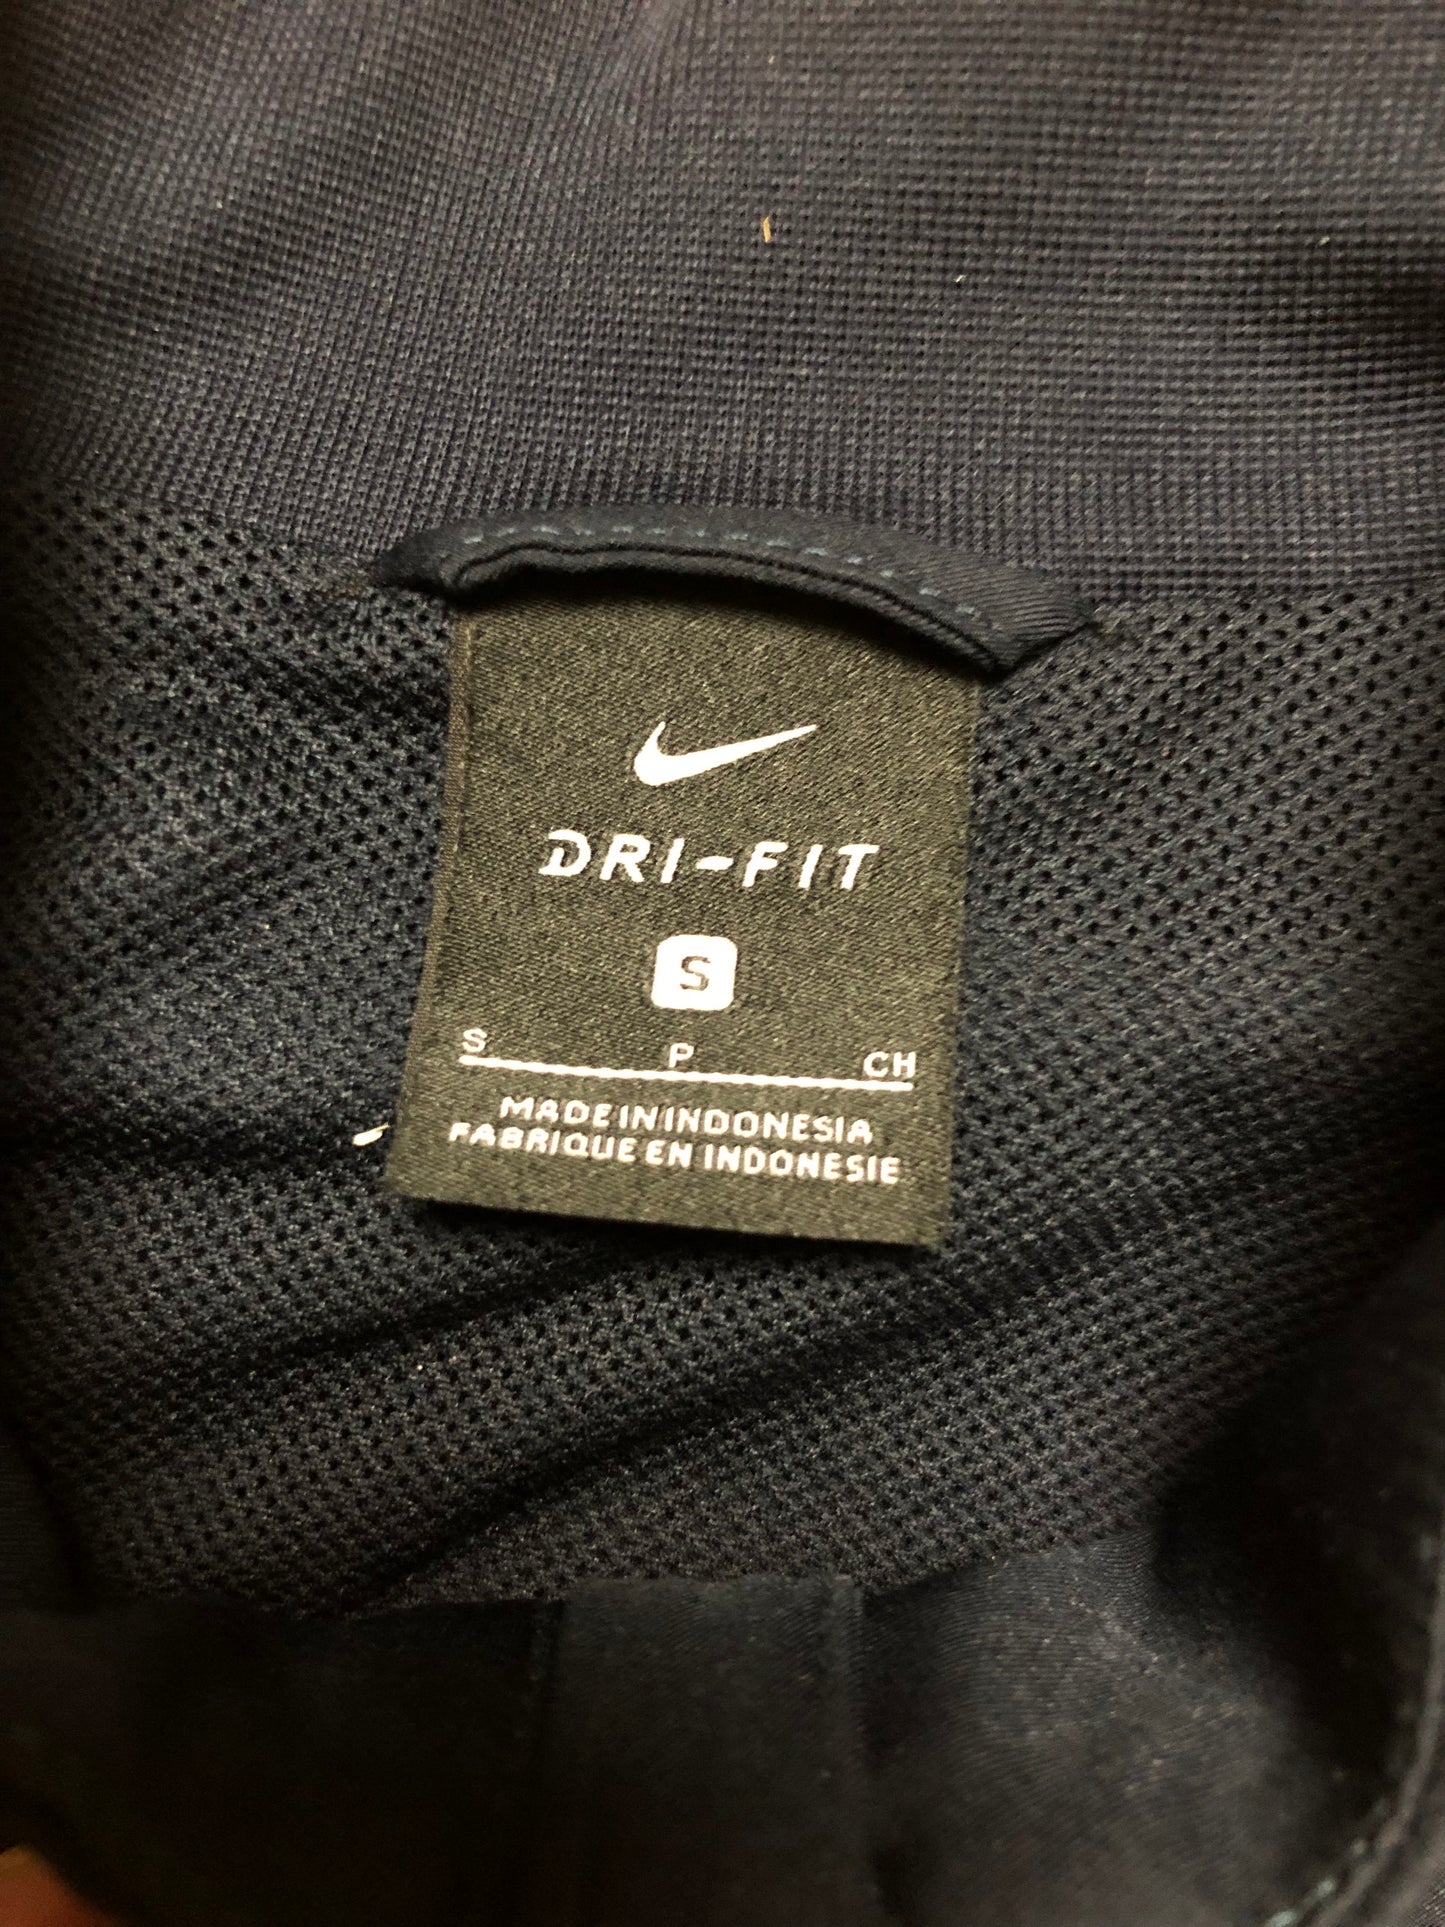 DRI-FIT
S
S P CH
MADE IN INDONESIA
FABRIQUE EN INDONESIE